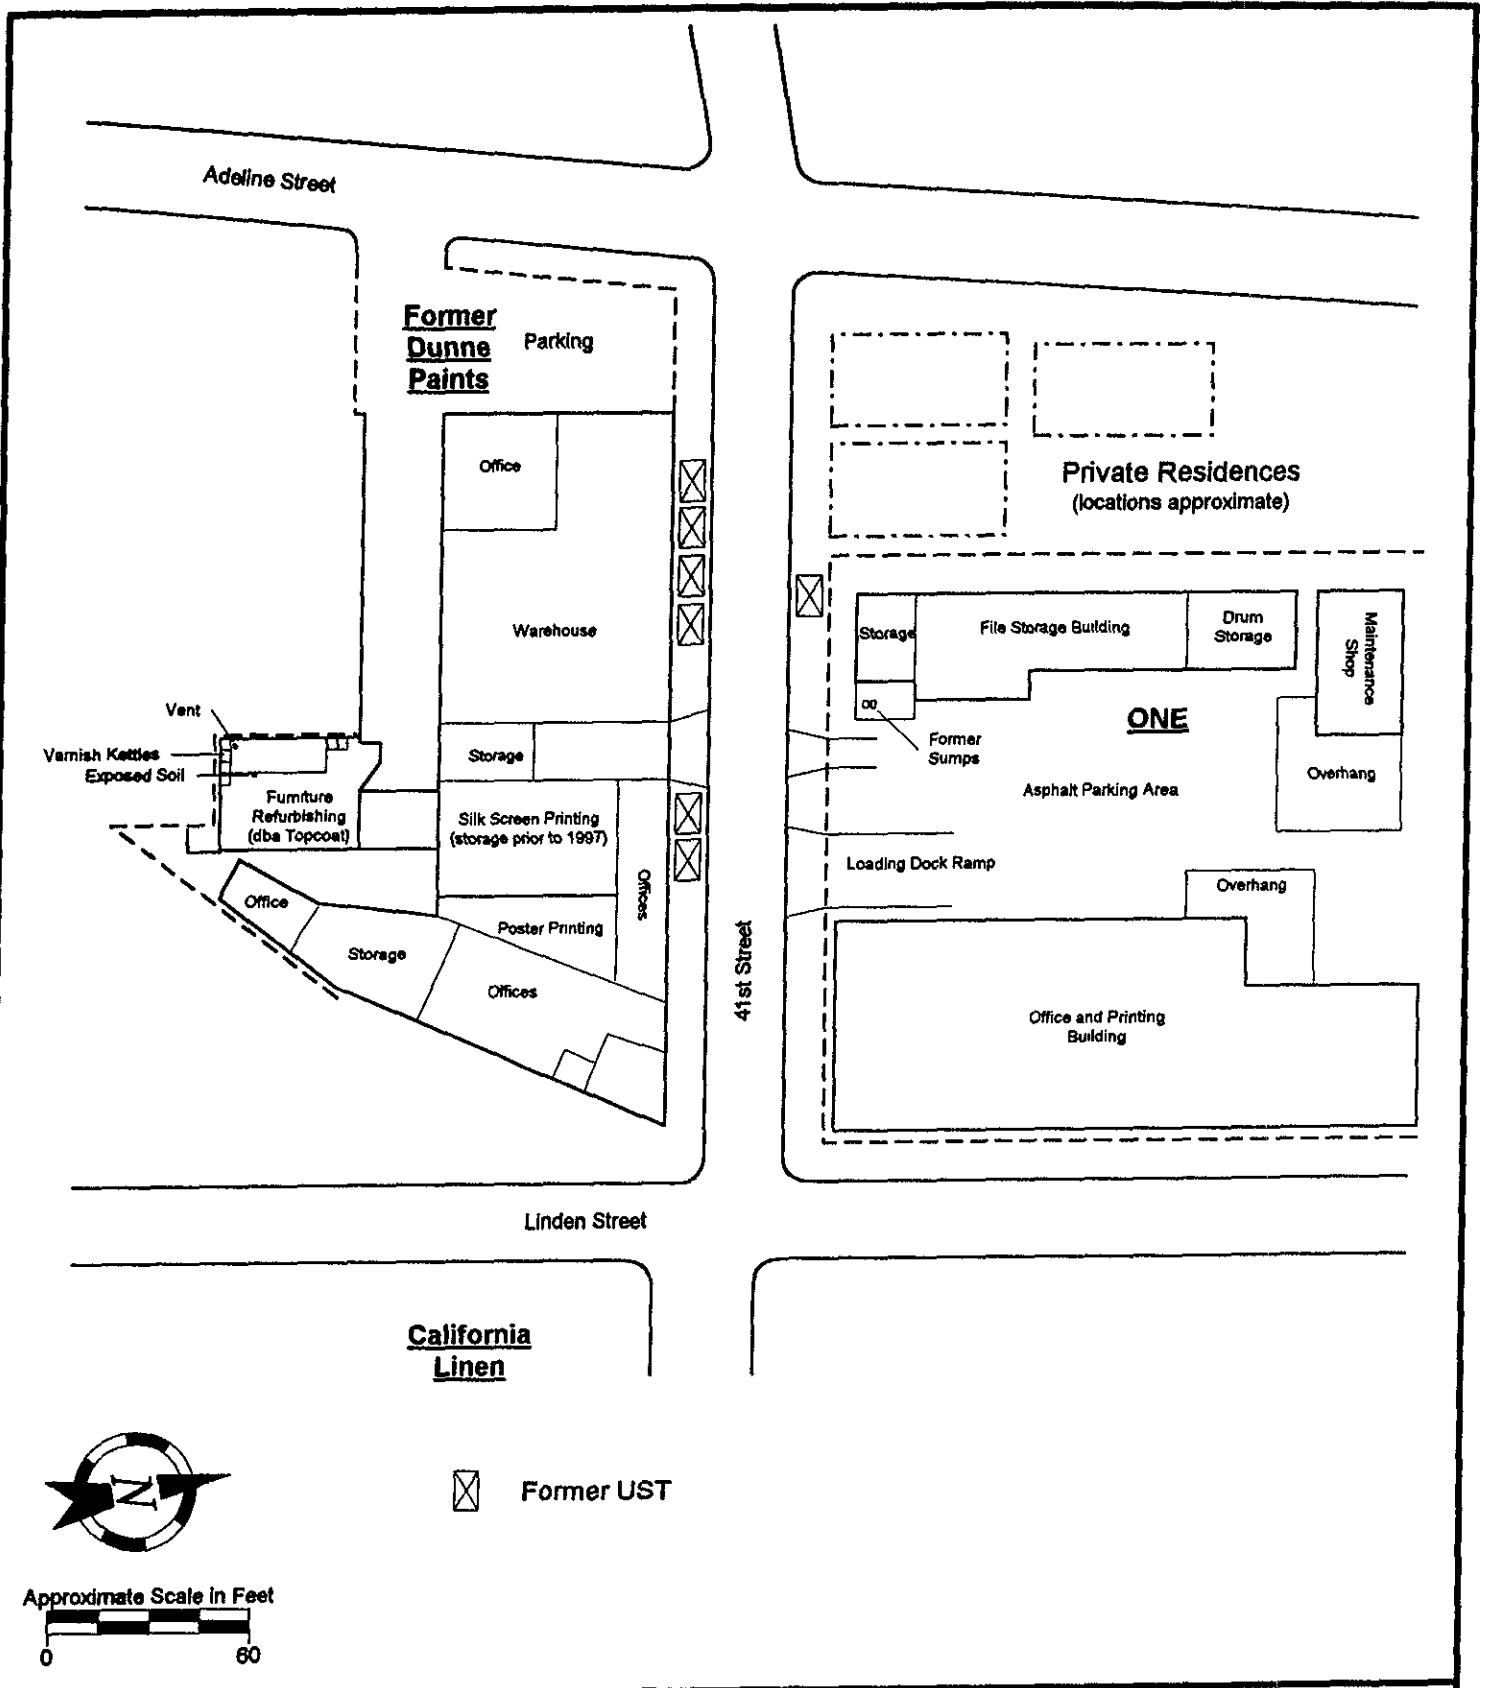 Adeline Street
Former
Dunne
Paints
Parking
Office
Private Residences
(locations approximate)
Warehouse
Storage
File Storage Building
Drum
Storage
Maintenance
Shop
Vent
Varnish Kettles
Exposed Soil
Storage
ONE
Former
Sumps
Overhang
Furniture
Refurbishing
(dba Topcoat)
Silk Screen Printing
(storage prior to 1997)
Asphalt Parking Area
Offices
Loading Dock Ramp
Overhang
Office
Poster Printing
Storage
Offices
41st Street
Office and Printing
Building
Linden Street
California
Linen
N
Former UST
Approximate Scale in Feet
0 60